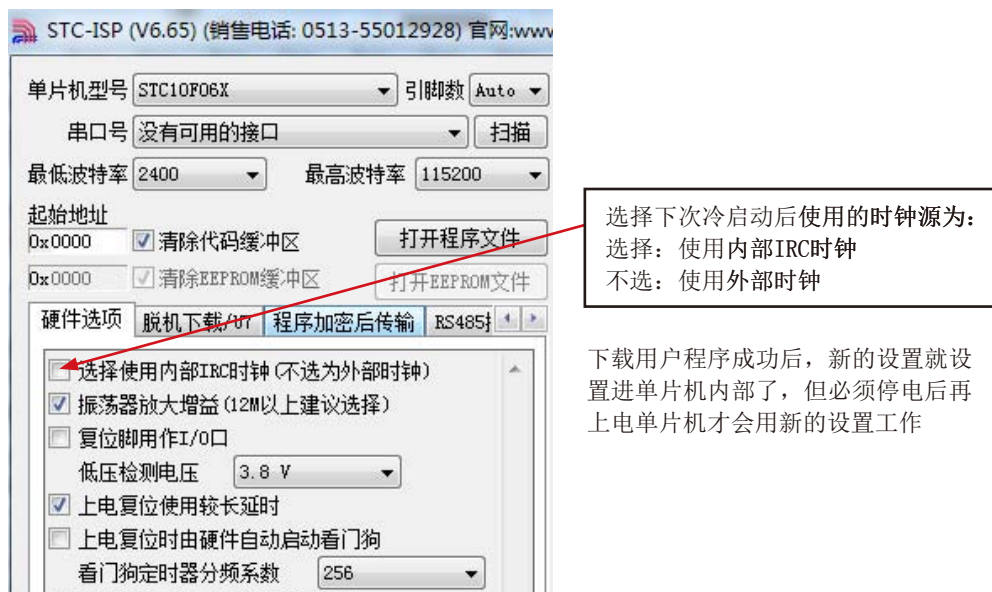 STC-ISP (V6.65) (销售电话: 0513-55012928) 官网:www
单片机型号 STC10F06X 引脚数 Auto
串口号 没有可用的接口 扫描
最低波特率 2400 最高波特率 115200
起始地址
0x0000 清除代码缓冲区 打开程序文件
0x0000 清除EEPROM缓冲区 打开EEPROM文件
硬件选项 脱机下载/U7 程序加密后传输 RS485
选择使用内部IRC时钟(不选为外部时钟)
振荡器放大增益(12M以上建议选择)
复位脚用作I/O口
低压检测电压 3.8 V
上电复位使用较长延时
上电复位时由硬件自动启动看门狗
看门狗定时器分频系数 256
选择下次冷启动后使用的时钟源为:
选择: 使用内部IRC时钟
不选: 使用外部时钟
下载用户程序成功后，新的设置就设
置进单片机内部了，但必须停电后再
上电单片机才会用新的设置工作